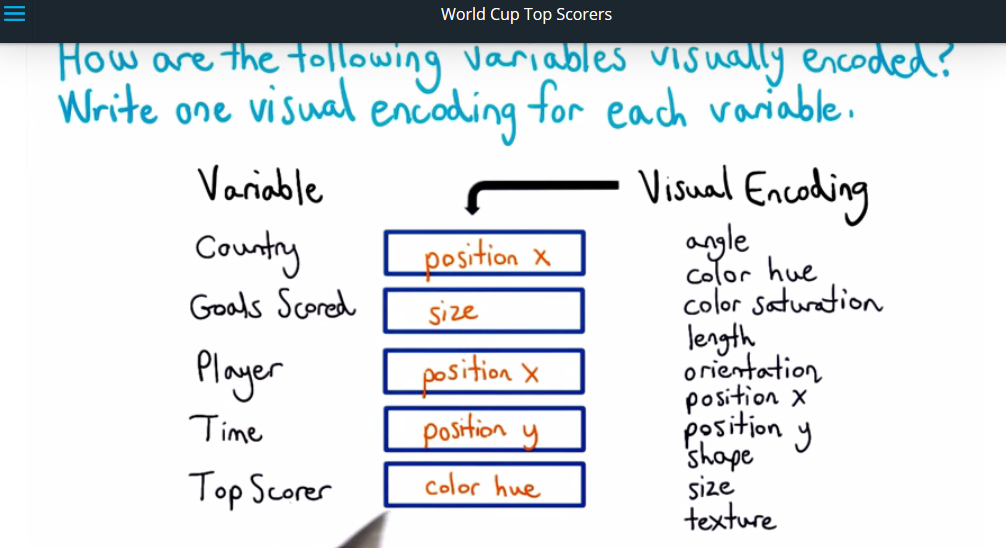 World Cup Top Scorers
How are the following variables visually encoded?
Write one visual encoding for each variable.
Variable
Visual Encoding
Country
position x
Goals Scored
size
Player
position x
Time
position y
Top Scorer
color hue
angle
color hue
color saturation
length
orientation
position x
position y
shape
size
texture